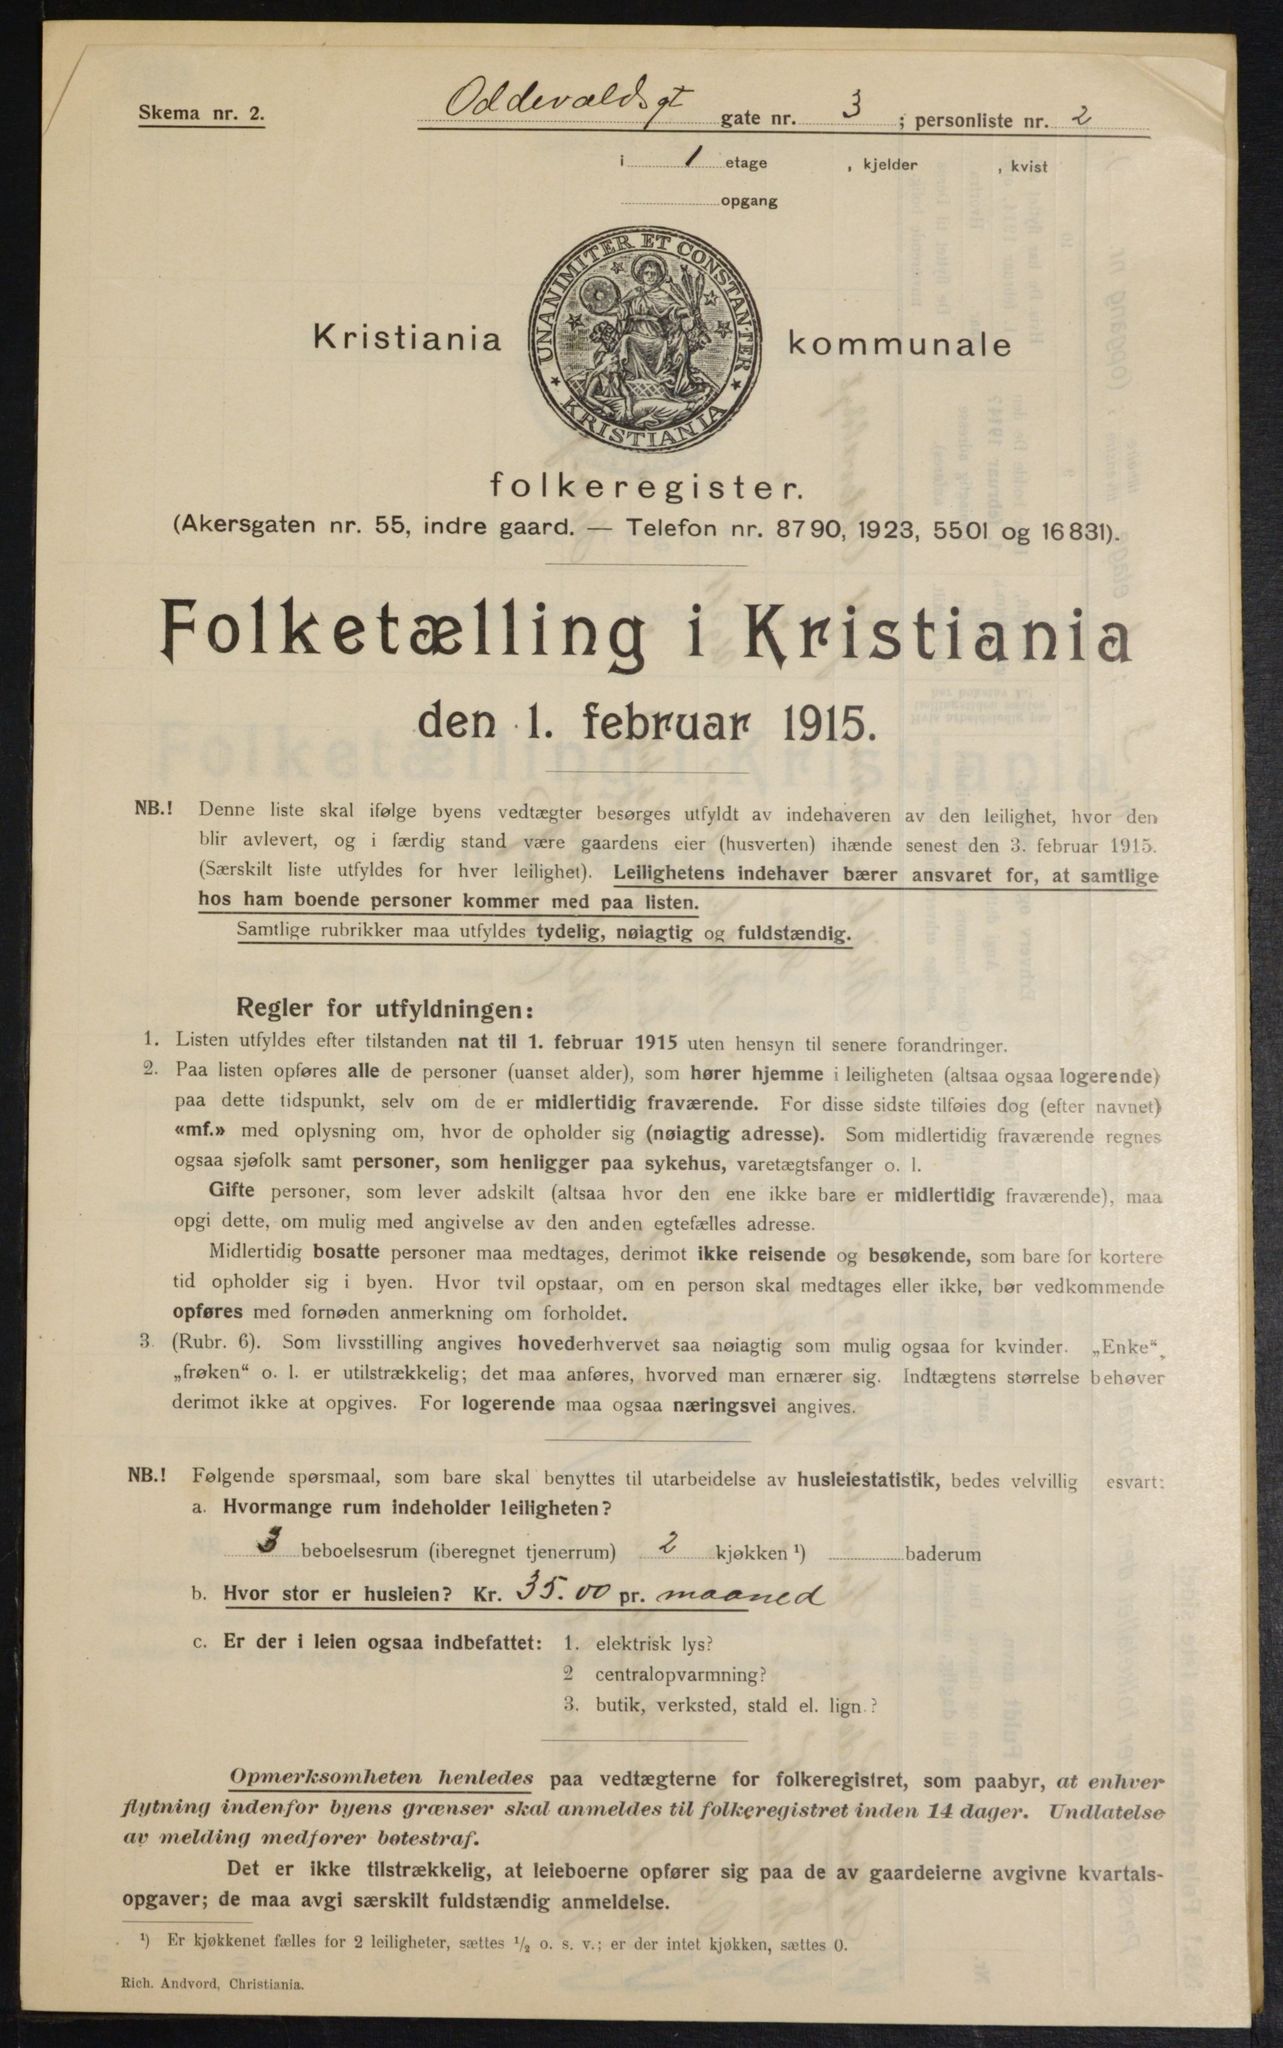 Skema nr. 2.
Oddevaldsgt gate nr. 3 ; personliste nr. 2
i 1 etage , kjelder , kvist
opgang
UNANIMITER ET CONSTANTER
KRISTIANIA
Kristiania kommunale
folkeregister.
(Akersgaten nr. 55, indre gaard. — Telefon nr. 8790, 1923, 5501 og 16831).
Folketælling i Kristiania
den 1. februar 1915.
NB.! Denne liste skal ifølge byens vedtægter besørges utfyldt av indehaveren av den leilighet, hvor den
blir avlevert, og i færdig stand være gaardens eier (husverten) ihænde senest den 3. februar 1915.
(Særskilt liste utfyldes for hver leilighet). Leilighetens indehaver bærer ansvaret for, at samtlige
hos ham boende personer kommer med paa listen.
Samtlige rubrikker maa utfyldes tydelig, nøiagtig og fuldstændig.
Regler for utfyldningen:
1. Listen utfyldes efter tilstanden nat til 1. februar 1915 uten hensyn til senere forandringer.
2. Paa listen opføres alle de personer (uanset alder), som hører hjemme i leiligheten (altsaa ogsaa logerende)
paa dette tidspunkt, selv om de er midlertidig fraværende. For disse sidste tilføies dog (efter navnet)
«mf.» med oplysning om, hvor de opholder sig (nøiagtig adresse). Som midlertidig fraværende regnes
ogsaa sjøfolk samt personer, som henligger paa sykehus, varetægtsfanger o. l.
Gifte personer, som lever adskilt (altsaa hvor den ene ikke bare er midlertidig fraværende), maa
opgi dette, om mulig med angivelse av den anden egtefælles adresse.
Midlertidig bosatte personer maa medtages, derimot ikke reisende og besøkende, som bare for kortere
tid opholder sig i byen. Hvor tvil opstaar, om en person skal medtages eller ikke, bør vedkommende
opføres med fornøden anmerkning om forholdet.
3. (Rubr. 6). Som livsstilling angives hovederhvervet saa nøiagtig som mulig ogsaa for kvinder. „Enke“,
„frøken“ o. l. er utilstrækkelig; det maa anføres, hvorved man ernærer sig. Indtægtens størrelse behøver
derimot ikke at opgives. For logerende maa ogsaa næringsvei angives.
NB.! Følgende spørsmaal, som bare skal benyttes til utarbeidelse av husleiestatistik, bedes velvillig esvart:
a. Hvormange rum indeholder leiligheten?
3 beboelsesrum (iberegnet tjenerrum) 2 kjøkken ¹) baderum
b. Hvor stor er husleien? Kr. 35.00 pr. maaned
c. Er der i leien ogsaa indbefattet: 1. elektrisk lys?
2 centralopvarmning?
3. butik, verksted, stald el. lign.?
Opmerksomheten henledes paa vedtægterne for folkeregistret, som paabyr, at enhver
flytning indenfor byens grænser skal anmeldes til folkeregistret inden 14 dager. Undlatelse
av melding medfører bøtestraf.
Det er ikke tilstrækkelig, at leieboerne opfører sig paa de av gaardeierne avgivne kvartals-
opgaver; de maa avgi særskilt fuldstændig anmeldelse.
¹) Er kjøkkenet fælles for 2 leiligheter, sættes ½ o. s. v.; er der intet kjøkken, sættes 0.
Rich. Andvord, Christiania.